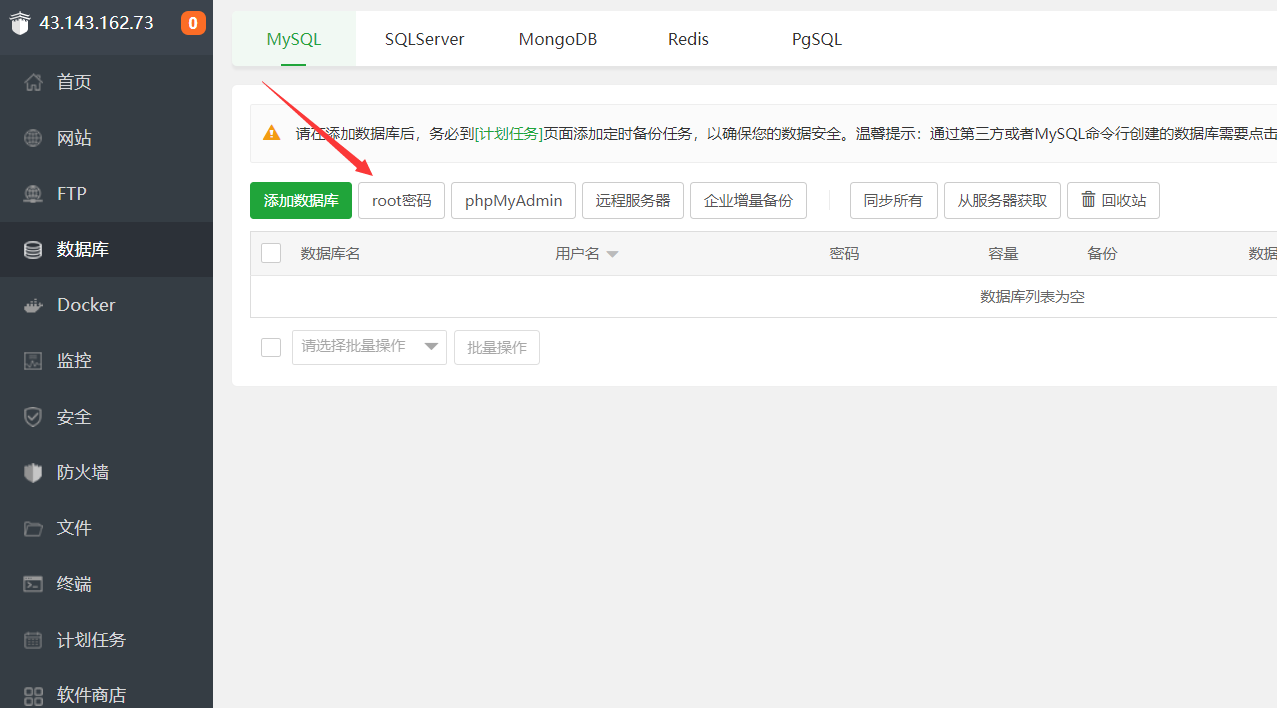 43.143.162.73 0
首页
网站
FTP
数据库
Docker
监控
安全
防火墙
文件
终端
计划任务
软件商店
MySQL SQLServer MongoDB Redis PgSQL
请在添加数据库后，务必到[计划任务]页面添加定时备份任务，以确保您的数据安全。温馨提示：通过第三方或者MySQL命令行创建的数据库需要点击
添加数据库 root密码 phpMyAdmin 远程服务器 企业增量备份 同步所有 从服务器获取 回收站
数据库名 用户名 密码 容量 备份 数据
数据库列表为空
请选择批量操作 批量操作